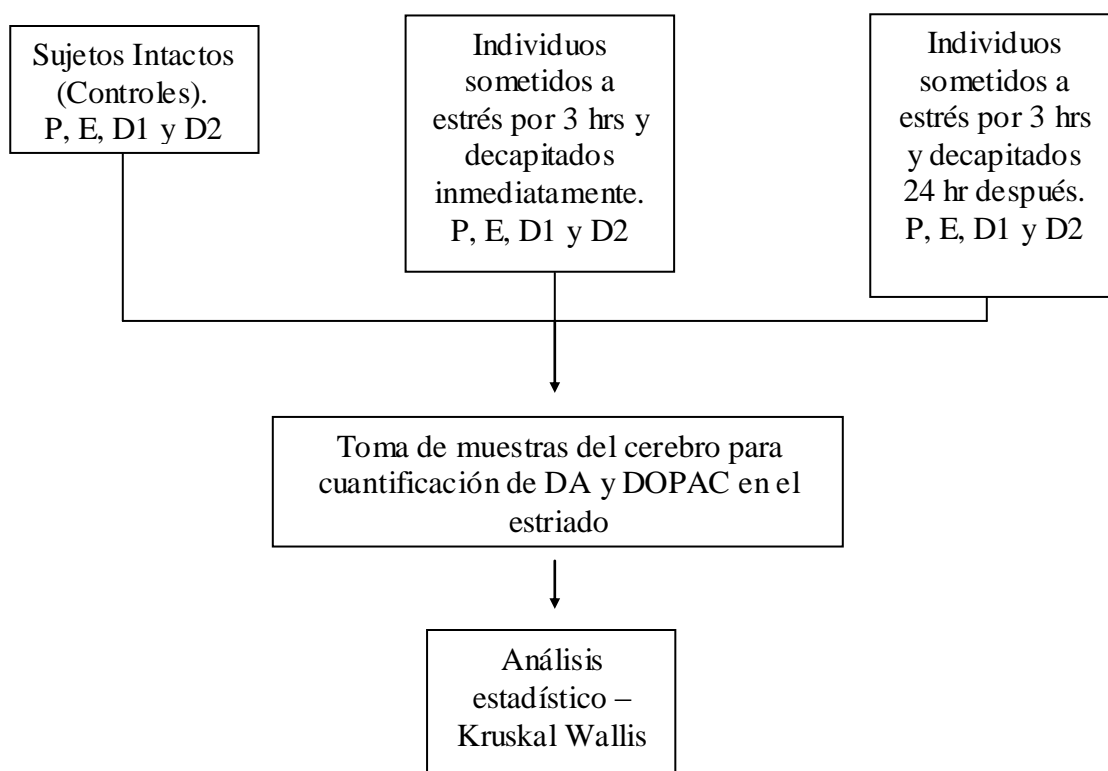 Sujetos Intactos
(Controles).
P, E, D1 y D2
Individuos
sometidos a
estrés por 3 hrs y
decapitados
inmediatamente.
P, E, D1 y D2
Individuos
sometidos a
estrés por 3 hrs
y decapitados
24 hr después.
P, E, D1 y D2
Toma de muestras del cerebro para
cuantificación de DA y DOPAC en el
estriado
Análisis
estadístico –
Kruskal Wallis